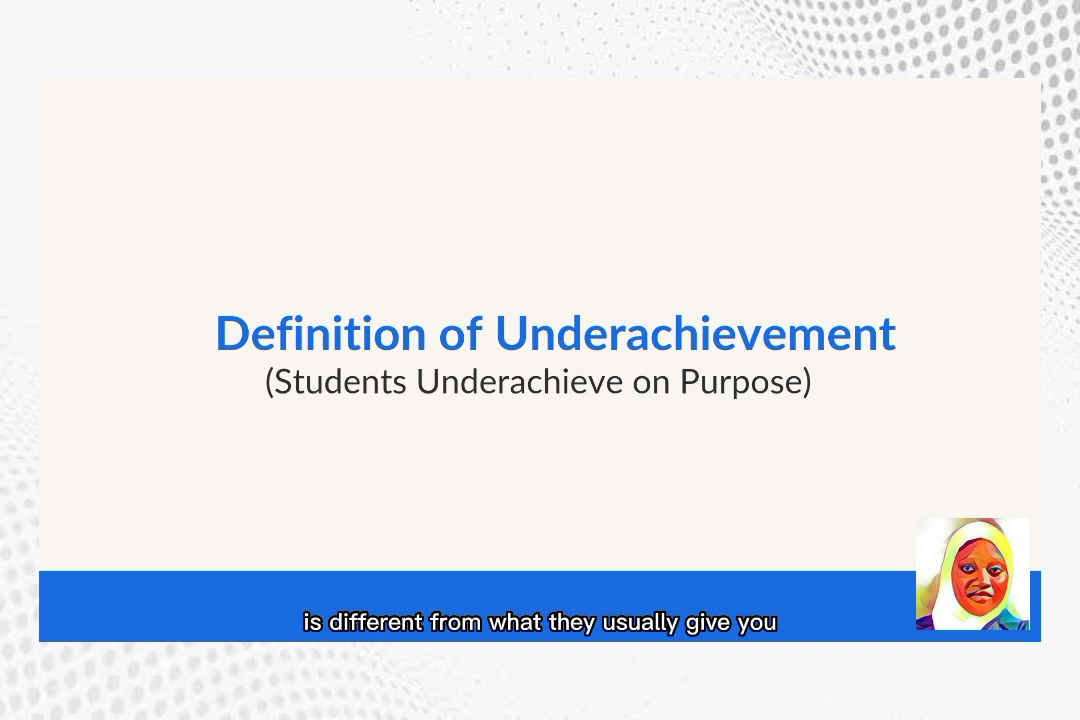 Definition of Underachievement
(Students Underachieve on Purpose)
is different from what they usually give you